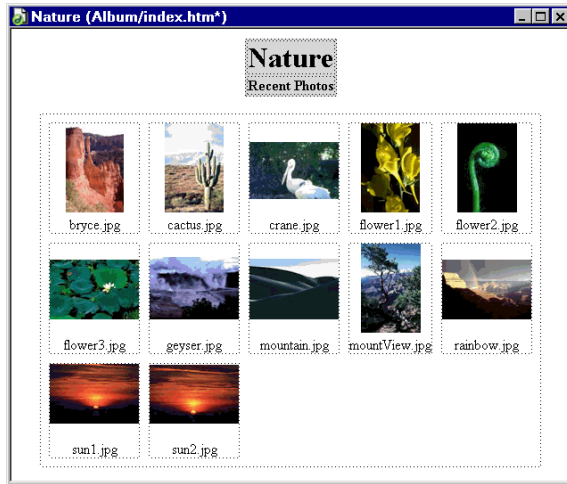 Nature (Album/index.htm*)
Nature
Recent Photos
bryce.jpg cactus.jpg crane.jpg flower1.jpg flower2.jpg
flower3.jpg geyser.jpg mountain.jpg mountView.jpg rainbow.jpg
sun1.jpg sun2.jpg